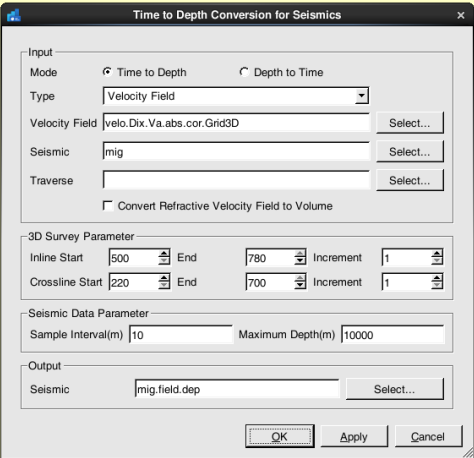 Time to Depth Conversion for Seismics
Input
Mode Time to Depth Depth to Time
Type Velocity Field
Velocity Field velo.Dix.Va.abs.cor.Grid3D Select...
Seismic mig Select...
Traverse Select...
Convert Refractive Velocity Field to Volume
3D Survey Parameter
Inline Start 500 End 780 Increment 1
Crossline Start 220 End 700 Increment 1
Seismic Data Parameter
Sample Interval(m) 10 Maximum Depth(m) 10000
Output
Seismic mig.field.dep Select...
OK Apply Cancel